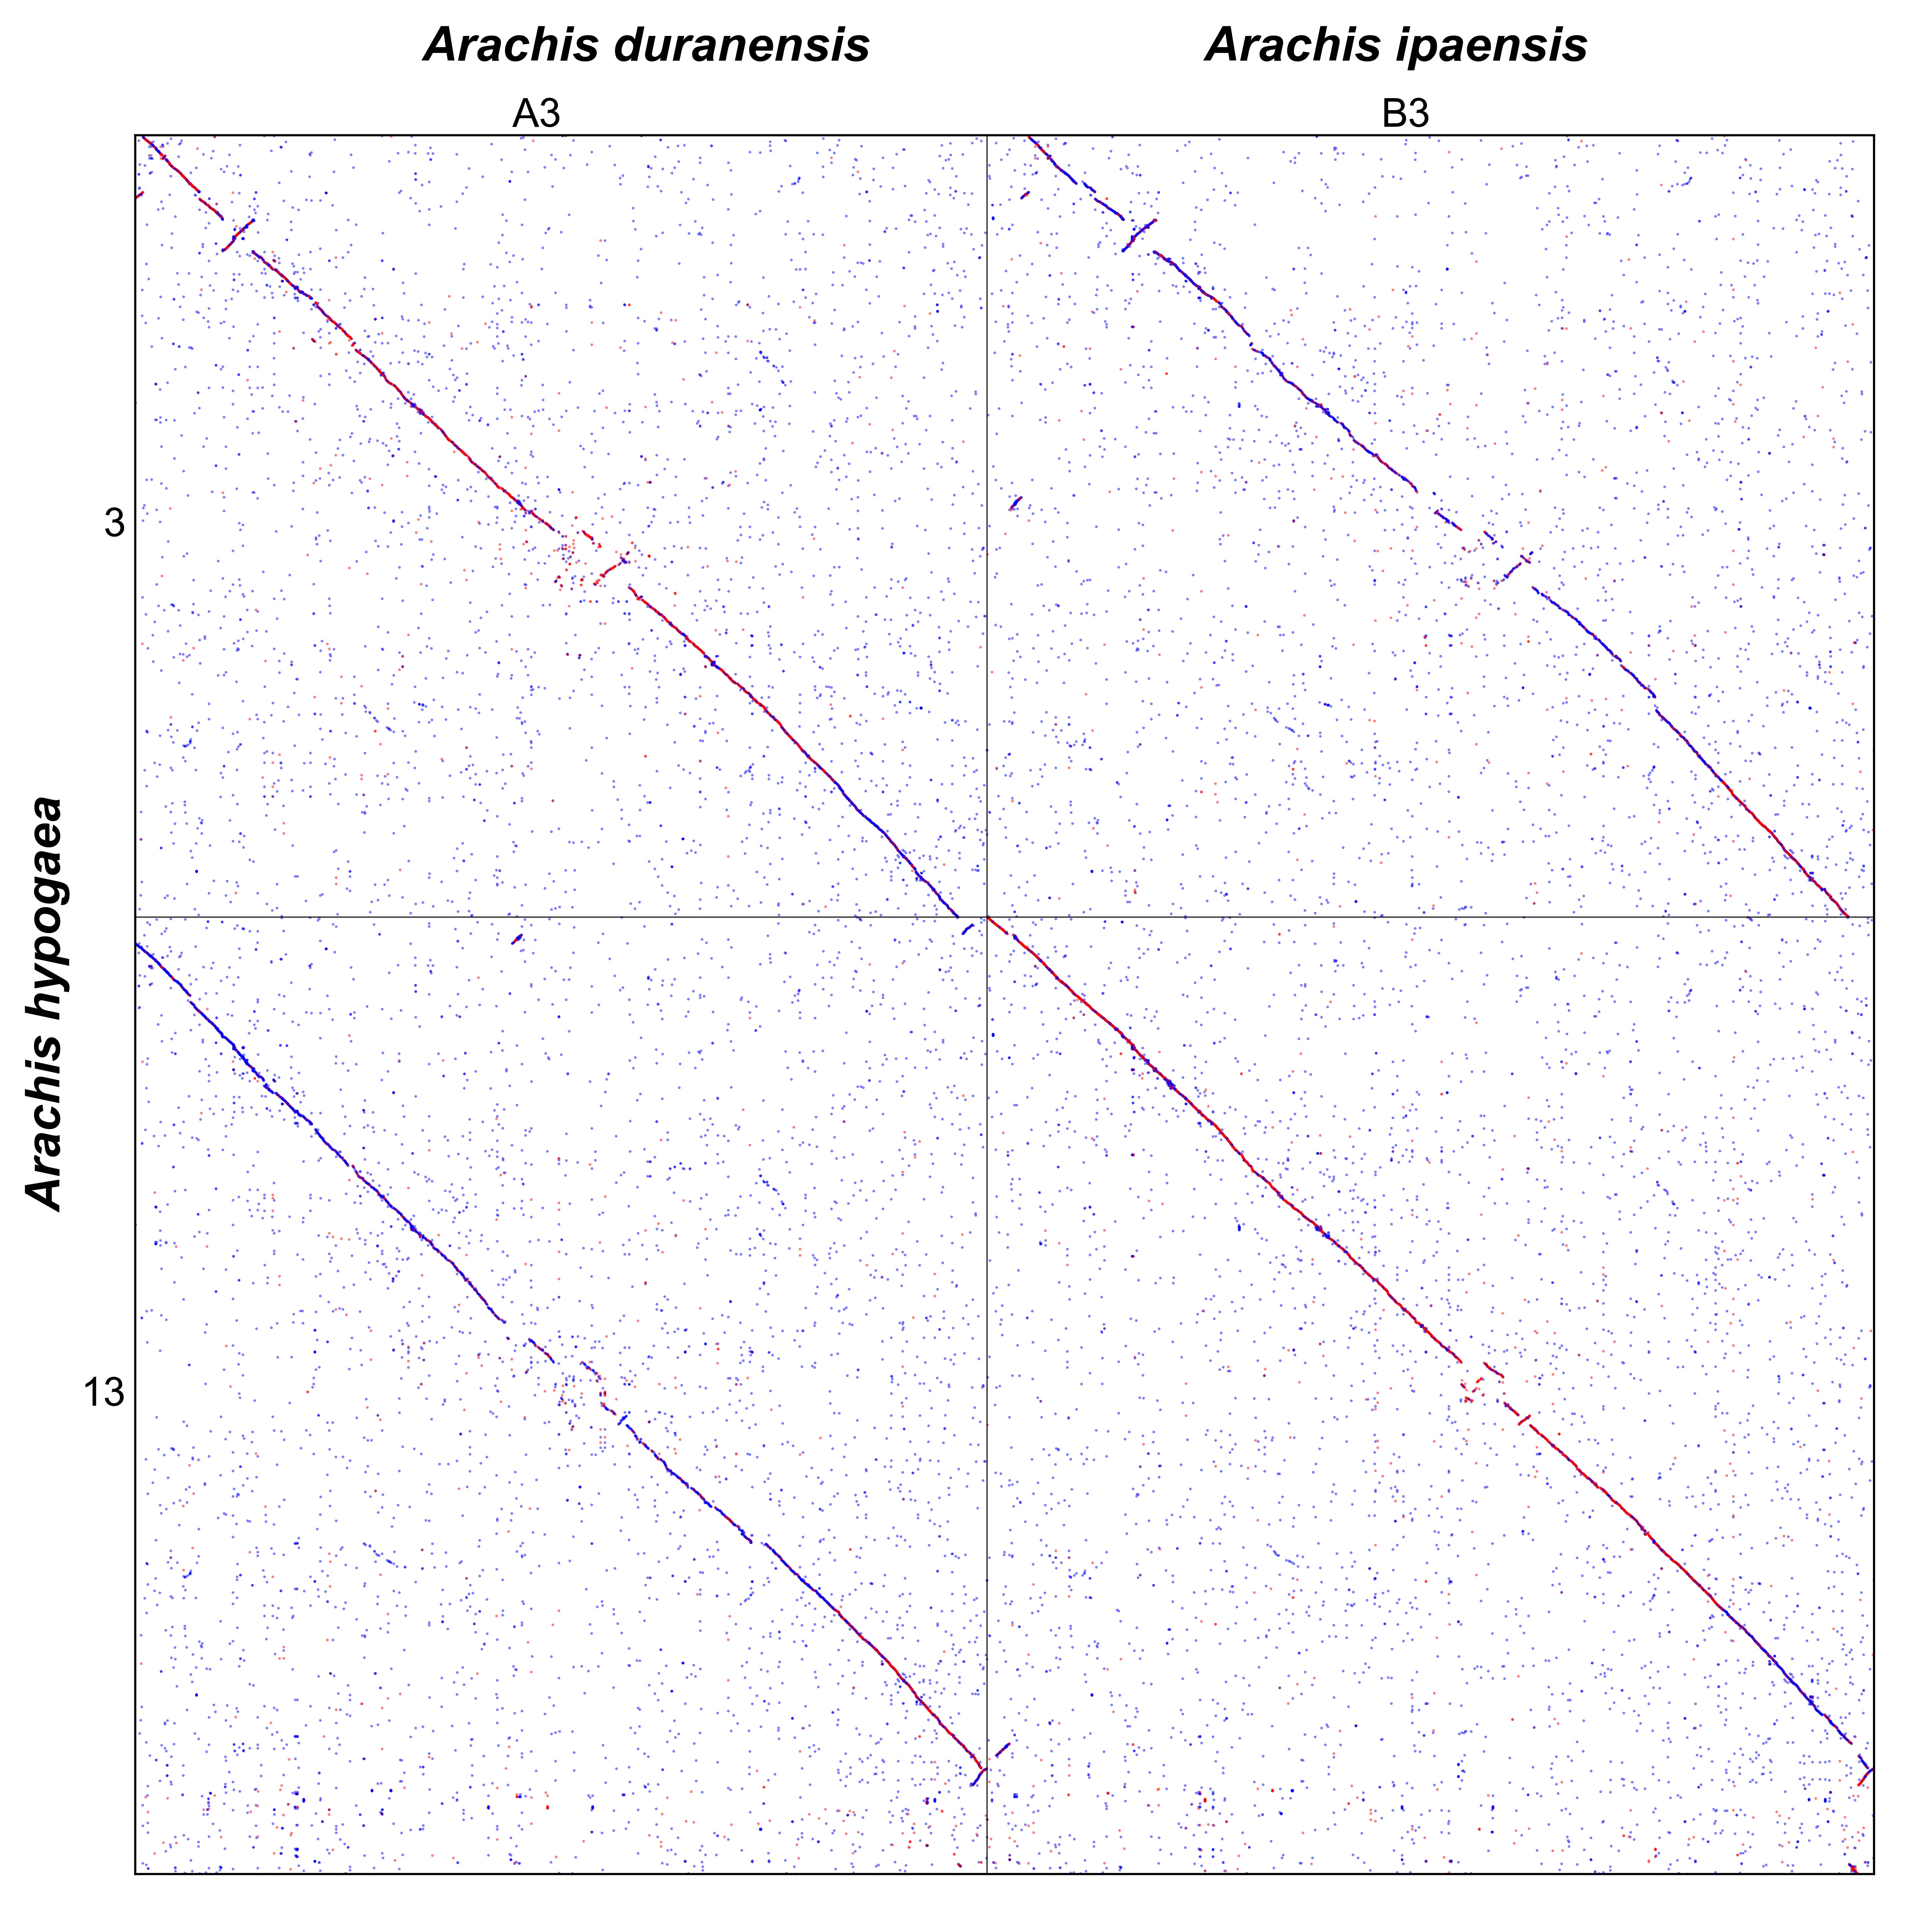 Arachis duranensis
Arachis ipaensis
A3
B3
Arachis hypogaea
3
13